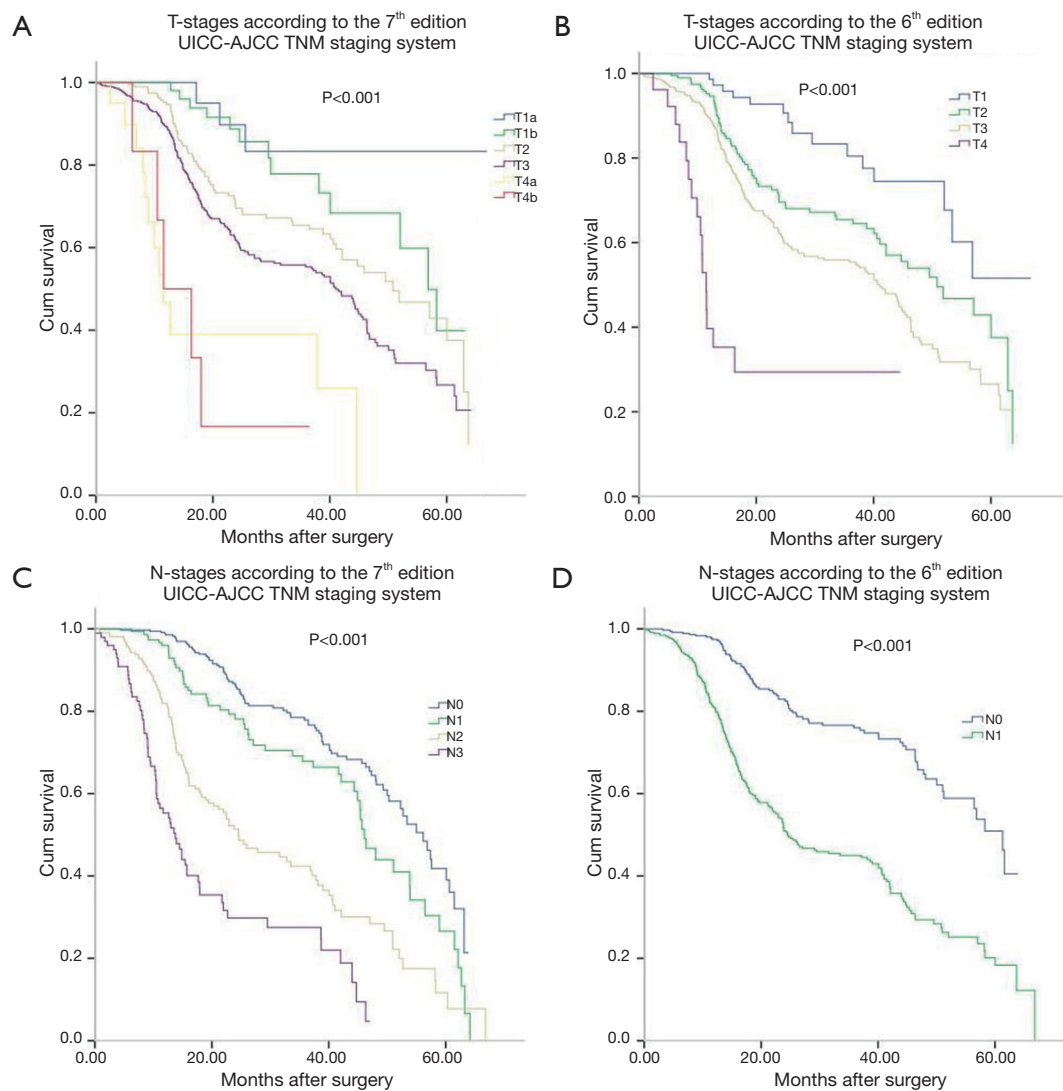 A
T-stages according to the 7th edition
UICC-AJCC TNM staging system
P<0.001
T1a
T1b
T2
T3
T4a
T4b
Cum survival
1.0
0.8
0.6
0.4
0.2
0.0
0.00 20.00 40.00 60.00
Months after surgery
B
T-stages according to the 6th edition
UICC-AJCC TNM staging system
P<0.001
T1
T2
T3
T4
Cum survival
1.0
0.8
0.6
0.4
0.2
0.0
0.00 20.00 40.00 60.00
Months after surgery
C
N-stages according to the 7th edition
UICC-AJCC TNM staging system
P<0.001
N0
N1
N2
N3
Cum survival
1.0
0.8
0.6
0.4
0.2
0.0
0.00 20.00 40.00 60.00
Months after surgery
D
N-stages according to the 6th edition
UICC-AJCC TNM staging system
P<0.001
N0
N1
Cum survival
1.0
0.8
0.6
0.4
0.2
0.0
0.00 20.00 40.00 60.00
Months after surgery